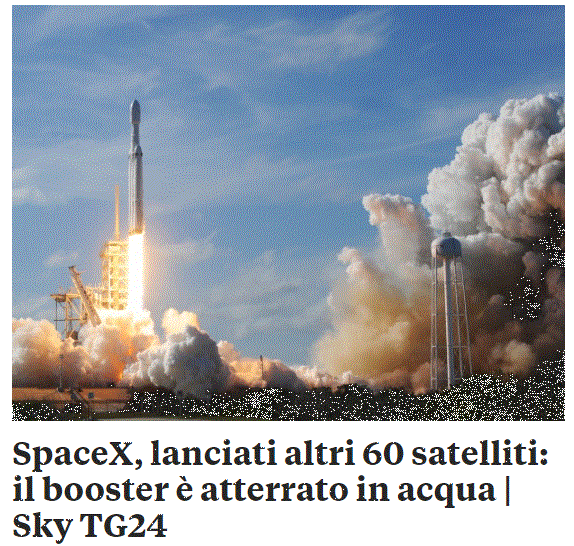 SpaceX, lanciati altri 60 satelliti:
il booster è atterrato in acqua |
Sky TG24